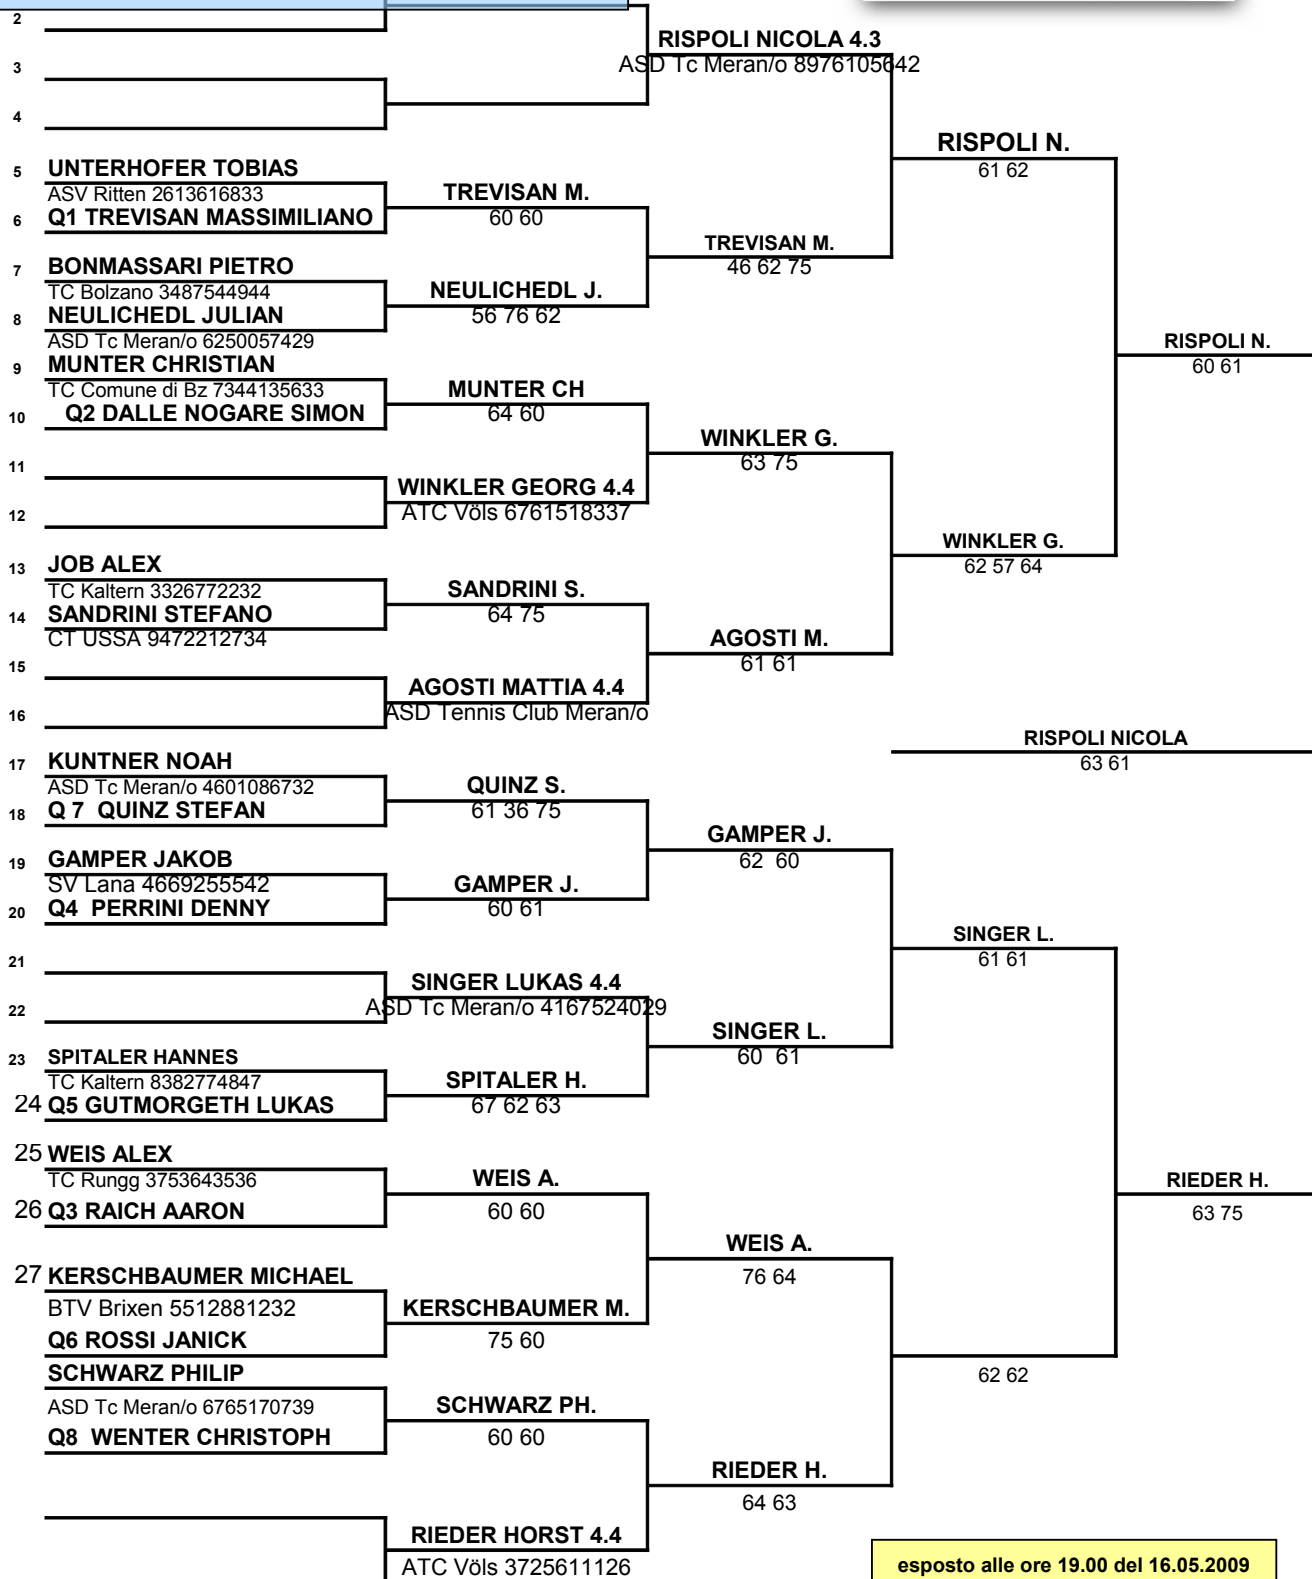 2
RISPOLI NICOLA 4.3
ASD Tc Meran/o 8976105642
3
4
RISPOLI N.
61 62
5 UNTERHOFER TOBIAS
ASV Ritten 2613616833
TREVISAN M.
60 60
6 Q1 TREVISAN MASSIMILIANO
TREVISAN M.
46 62 75
7 BONMASSARI PIETRO
TC Bolzano 3487544944
NEULICHEDL J.
56 76 62
8 NEULICHEDL JULIAN
ASD Tc Meran/o 6250057429
RISPOLI N.
60 61
9 MUNTER CHRISTIAN
TC Comune di Bz 7344135633
MUNTER CH
64 60
10 Q2 DALLE NOGARE SIMON
WINKLER G.
63 75
11
WINKLER GEORG 4.4
ATC Völs 6761518337
12
WINKLER G.
62 57 64
13 JOB ALEX
TC Kaltern 3326772232
SANDRINI S.
64 75
14 SANDRINI STEFANO
CT USSA 9472212734
AGOSTI M.
61 61
15
AGOSTI MATTIA 4.4
ASD Tennis Club Meran/o
16
RISPOLI NICOLA
63 61
17 KUNTNER NOAH
ASD Tc Meran/o 4601086732
QUINZ S.
61 36 75
18 Q 7 QUINZ STEFAN
GAMPER J.
62 60
19 GAMPER JAKOB
SV Lana 4669255542
GAMPER J.
60 61
20 Q4 PERRINI DENNY
SINGER L.
61 61
21
SINGER LUKAS 4.4
ASD Tc Meran/o 4167524029
22
SINGER L.
60 61
23 SPITALER HANNES
TC Kaltern 8382774847
SPITALER H.
67 62 63
24 Q5 GUTMORGETH LUKAS
25 WEIS ALEX
TC Rungg 3753643536
WEIS A.
60 60
RIEDER H.
63 75
26 Q3 RAICH AARON
WEIS A.
76 64
27 KERSCHBAUMER MICHAEL
BTV Brixen 5512881232
KERSCHBAUMER M.
75 60
Q6 ROSSI JANICK
62 62
SCHWARZ PHILIP
ASD Tc Meran/o 6765170739
SCHWARZ PH.
60 60
Q8 WENTER CHRISTOPH
RIEDER H.
64 63
RIEDER HORST 4.4
ATC Völs 3725611126
esposto alle ore 19.00 del 16.05.2009